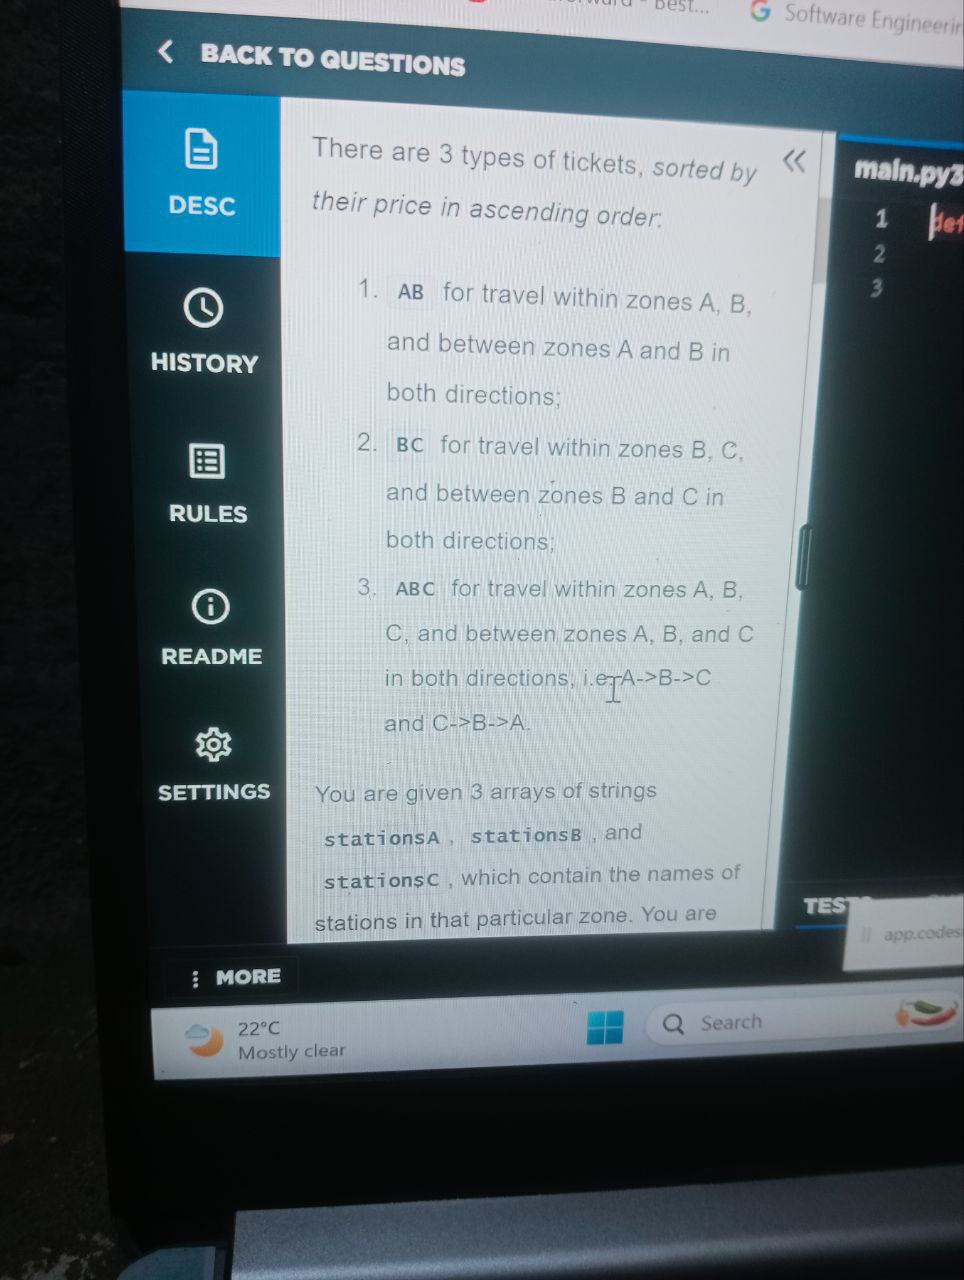 Best...
Software Engineerin
BACK TO QUESTIONS
DESC
HISTORY
RULES
README
SETTINGS
MORE
There are 3 types of tickets, sorted by
their price in ascending order:
1. AB for travel within zones A, B,
and between zones A and B in
both directions;
2. BC for travel within zones B, C,
and between zones B and C in
both directions;
3. ABC for travel within zones A, B,
C, and between zones A, B, and C
in both directions, i.e. A->B->C
and C->B->A.
You are given 3 arrays of strings
stationsA , stationsB , and
stationsC , which contain the names of
stations in that particular zone. You are
main.py3
1 def
2
3
TESTS
app.codes
22°C
Mostly clear
Search